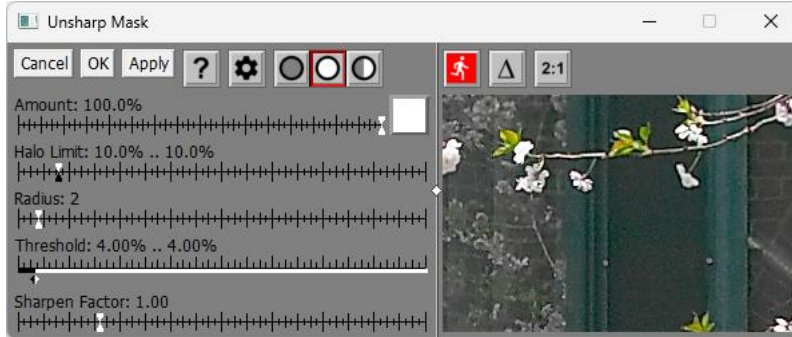 Unsharp Mask
Cancel OK Apply ? Δ 2:1
Amount: 100.0%
Halo Limit: 10.0% .. 10.0%
Radius: 2
Threshold: 4.00% .. 4.00%
Sharpen Factor: 1.00